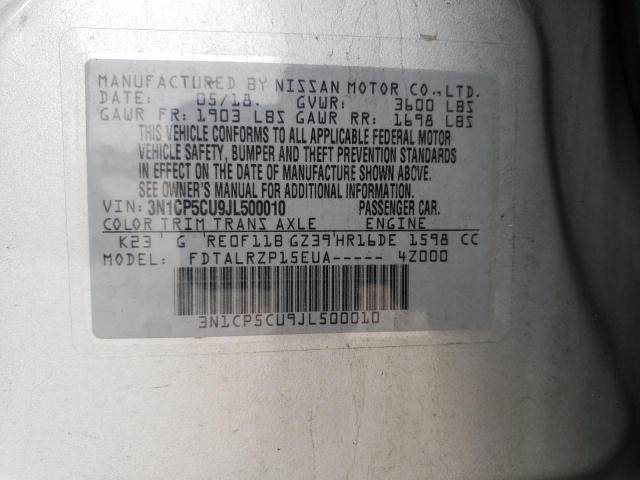 MANUFACTURED BY NISSAN MOTOR CO., LTD.
DATE: 05/18. GVWR: 3600 LBS
GAWR FR: 1903 LBS GAWR RR: 1698 LBS
THIS VEHICLE CONFORMS TO ALL APPLICABLE FEDERAL MOTOR
VEHICLE SAFETY, BUMPER AND THEFT PREVENTION STANDARDS
IN EFFECT ON THE DATE OF MANUFACTURE SHOWN ABOVE.
SEE OWNER'S MANUAL FOR ADDITIONAL INFORMATION.
VIN: 3N1CP5CU9JL500010 PASSENGER CAR.
COLOR TRIM TRANS AXLE ENGINE
K23 G RE0F11B GZ39 HR16DE 1598 CC
MODEL: FDTALRZP15EUA----- 4Z000
3N1CP5CU9JL500010